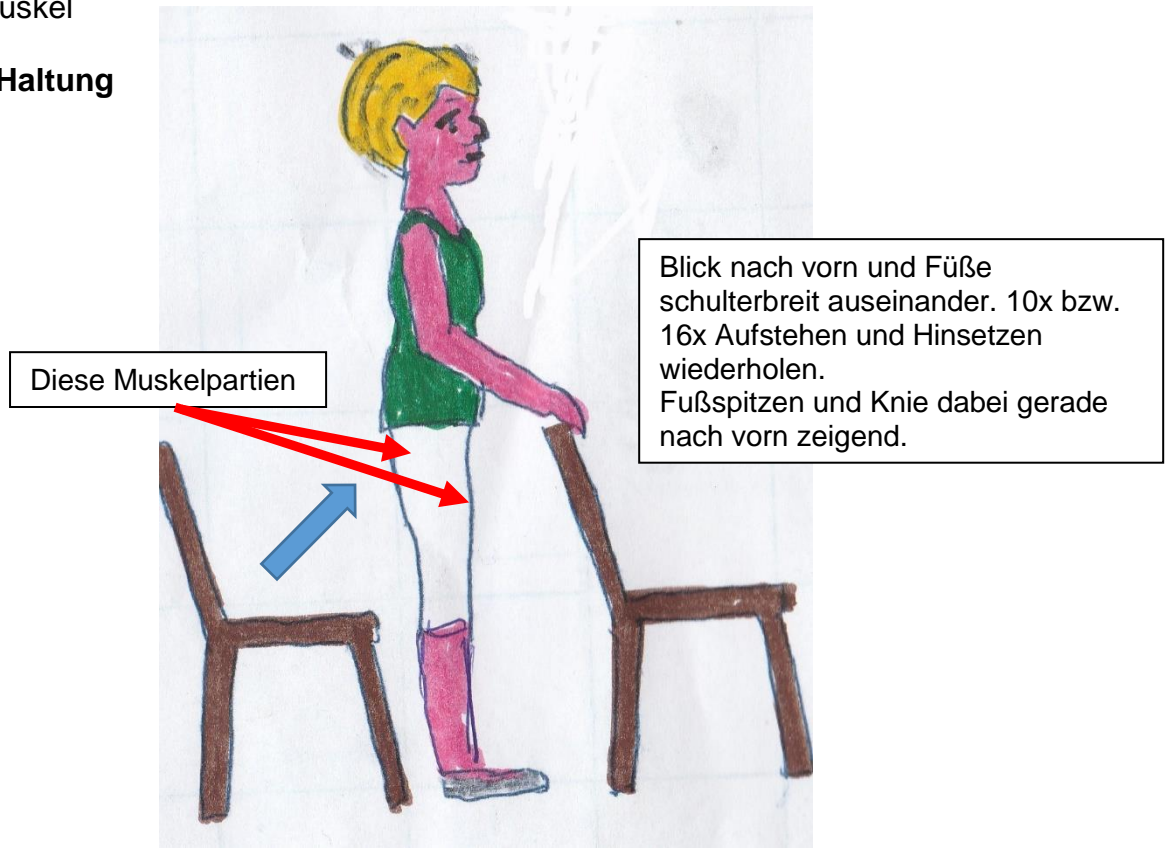 Haltung
Blick nach vorn und Füße
schulterbreit auseinander. 10x bzw.
16x Aufstehen und Hinsetzen
wiederholen.
Fußspitzen und Knie dabei gerade
nach vorn zeigend.
Diese Muskelpartien